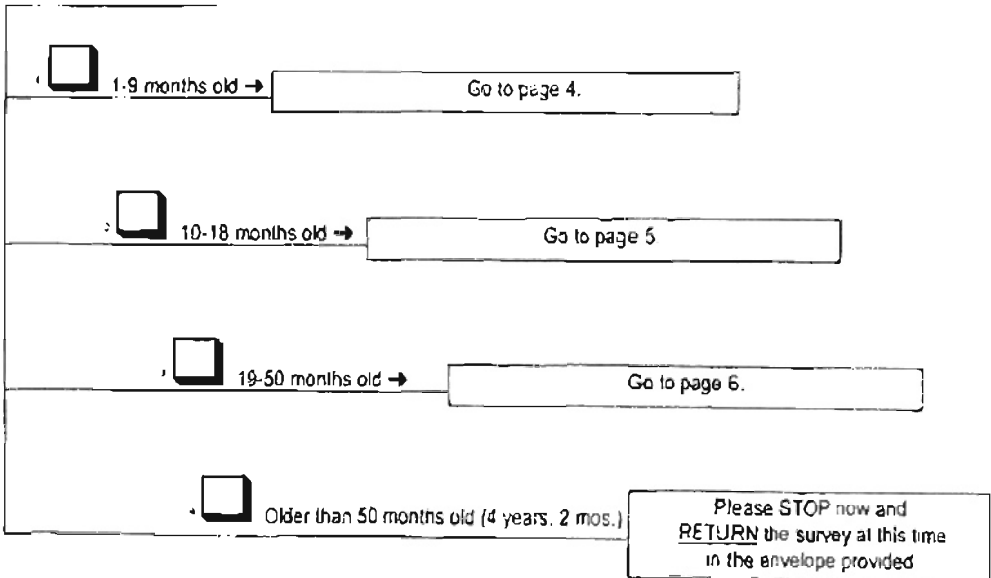 1-9 months old → Go to page 4.
10-18 months old → Go to page 5.
19-50 months old → Go to page 6.
Older than 50 months old (4 years, 2 mos.)
Please STOP now and
RETURN the survey at this time
in the envelope provided